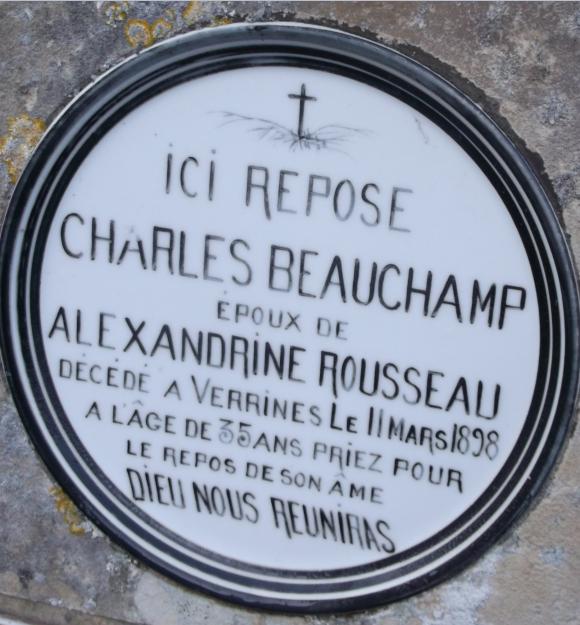 ICI REPOSE
CHARLES BEAUCHAMP
ÉPOUX DE
ALEXANDRINE ROUSSEAU
DÉCÉDÉ A VERRINES LE 11 MARS 1898
A L'ÂGE DE 35 ANS PRIEZ POUR
LE REPOS DE SON ÂME
DIEU NOUS REUNIRAS